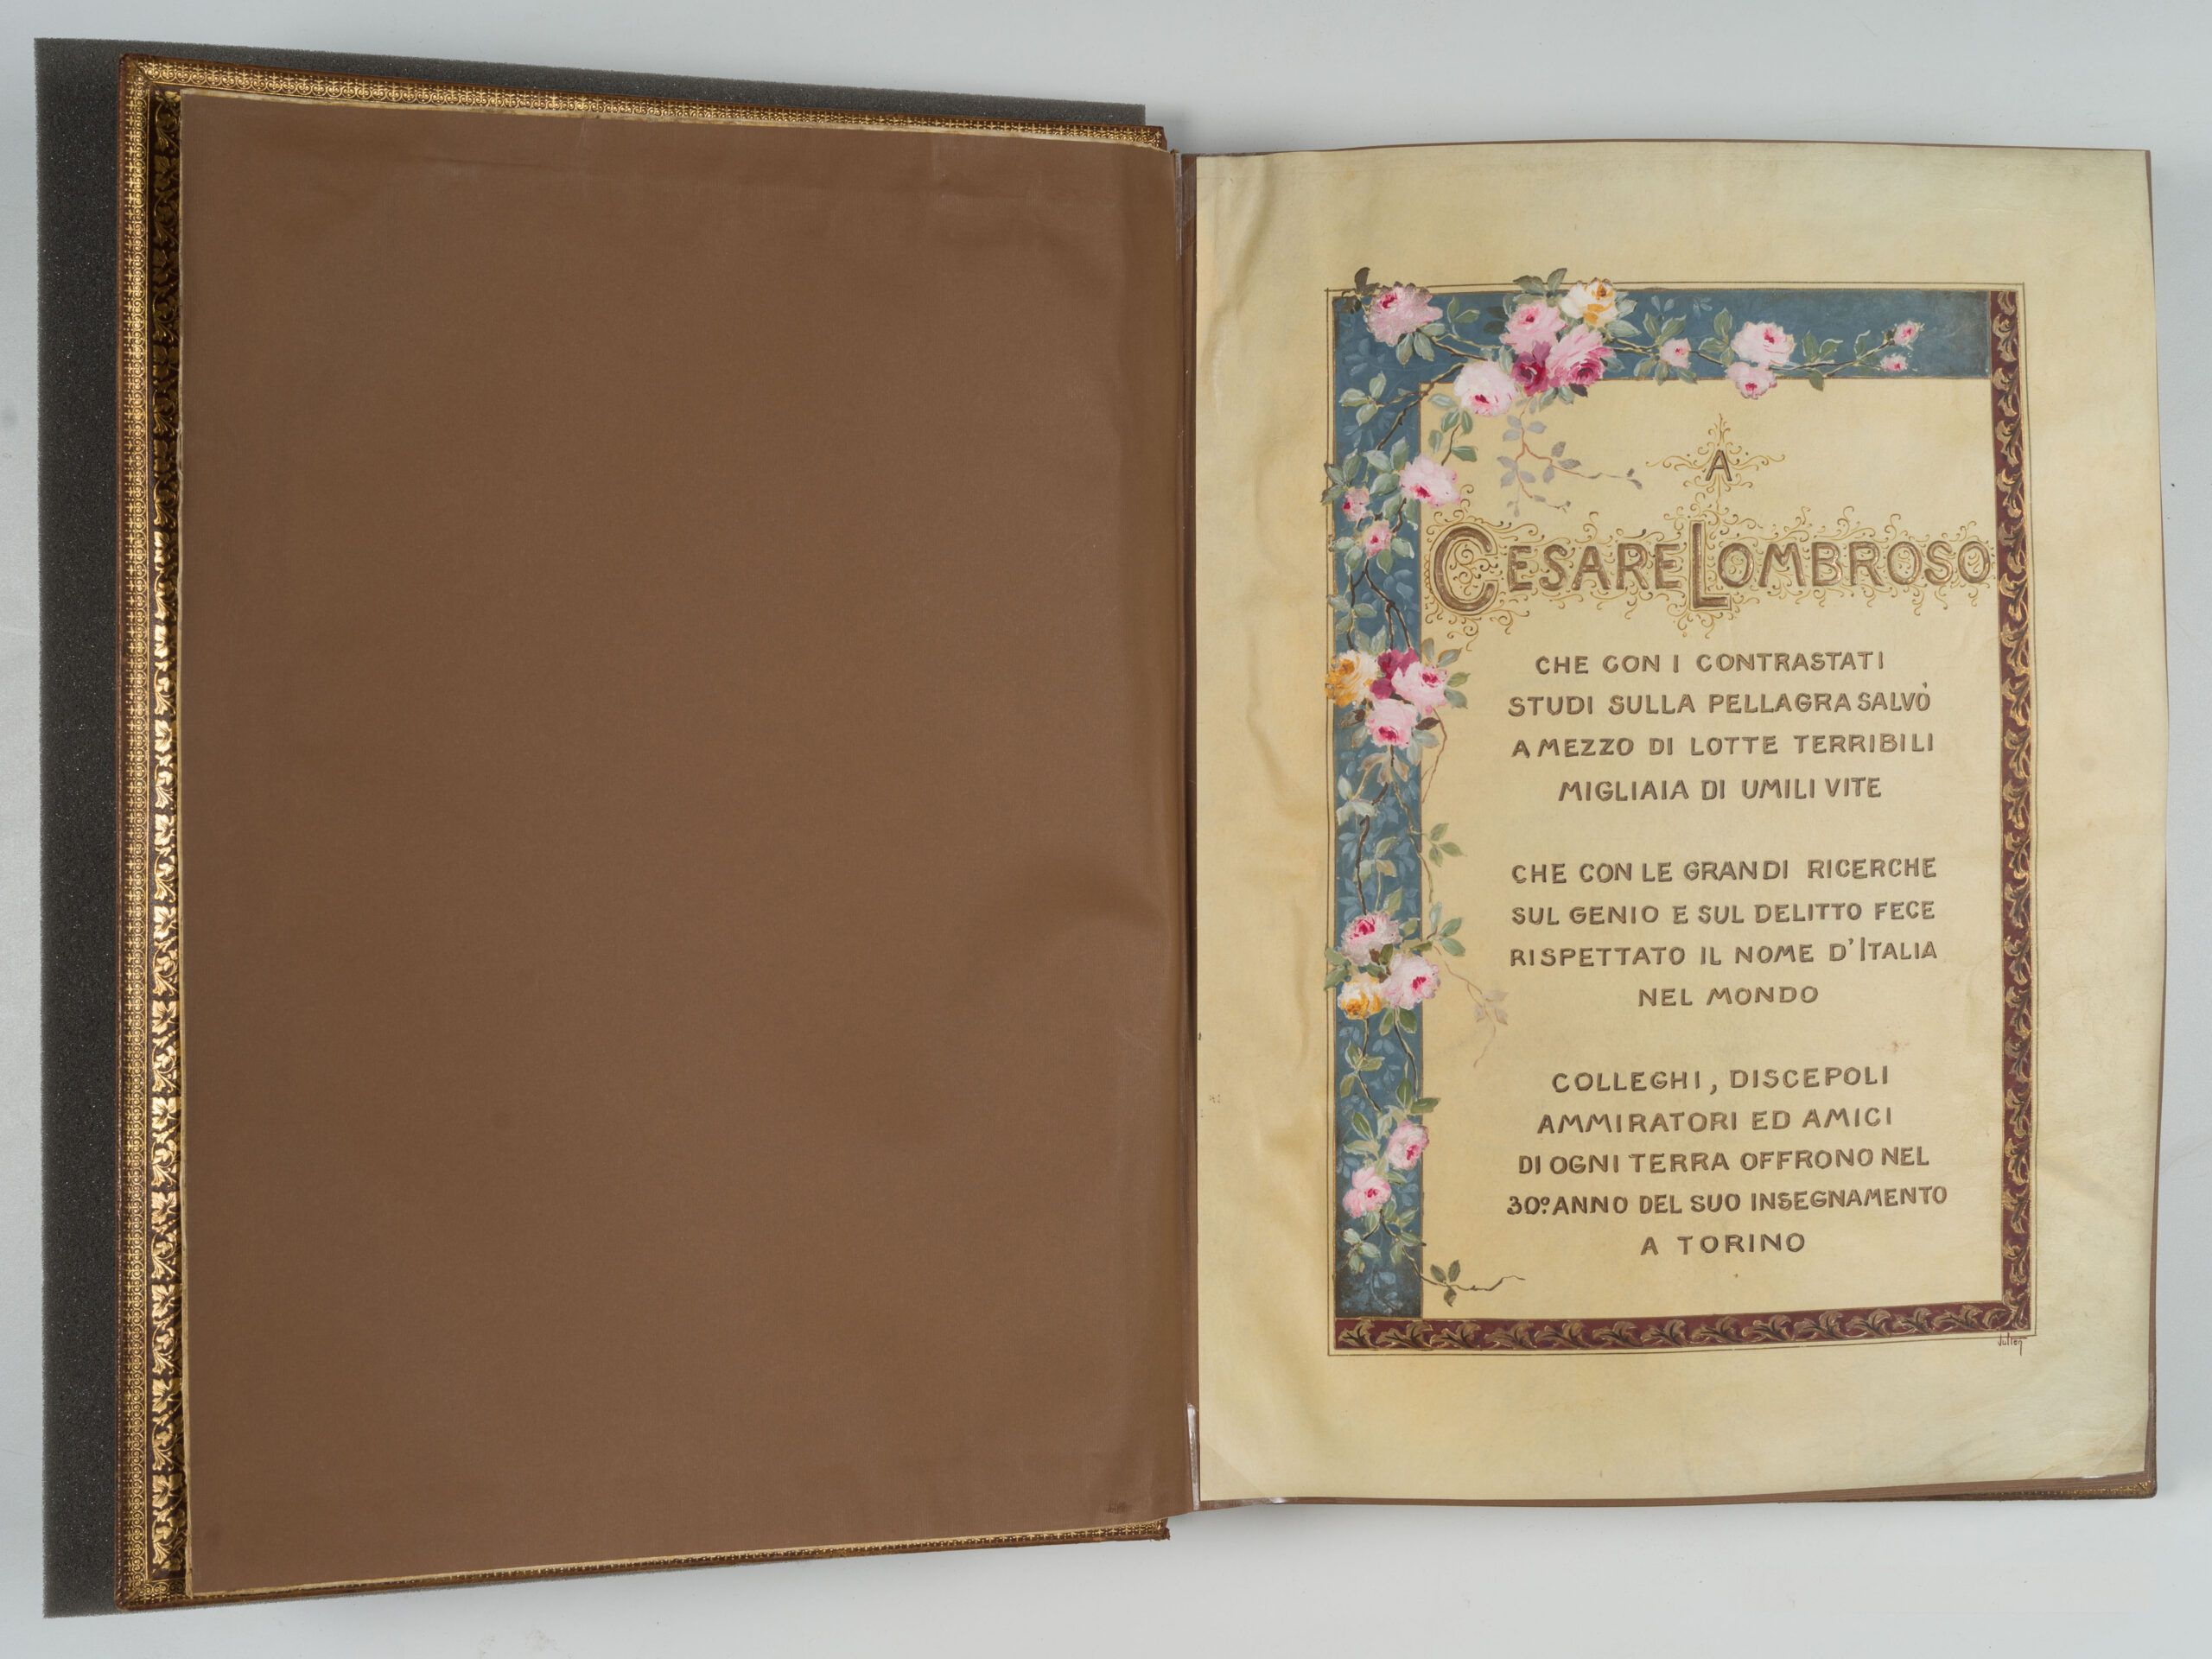 A
CESARE LOMBROSO
CHE CON I CONTRASTATI
STUDI SULLA PELLAGRA SALVÒ
A MEZZO DI LOTTE TERRIBILI
MIGLIAIA DI UMILI VITE
CHE CON LE GRANDI RICERCHE
SUL GENIO E SUL DELITTO FECE
RISPETTATO IL NOME D'ITALIA
NEL MONDO
COLLEGHI, DISCEPOLI
AMMIRATORI ED AMICI
DI OGNI TERRA OFFRONO NEL
30º ANNO DEL SUO INSEGNAMENTO
A TORINO